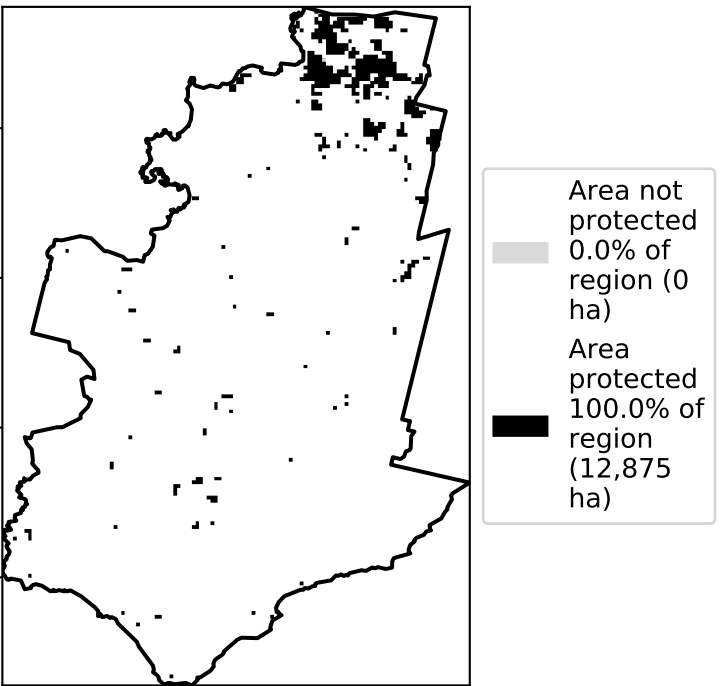 Area not
protected
0.0% of
region (0
ha)
Area
protected
100.0% of
region
(12,875
ha)